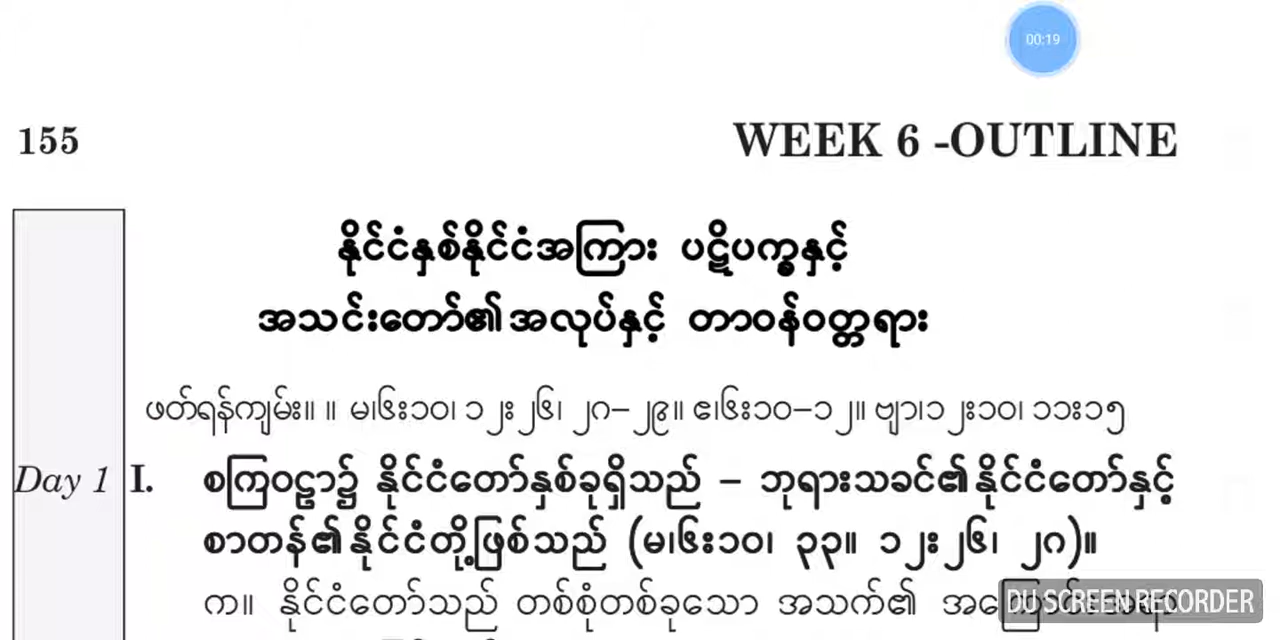 00:19
155
WEEK 6 -OUTLINE
နိုင်ငံနှစ်နိုင်ငံအကြား ပဋိပက္ခနှင့်
အသင်းတော်၏အလုပ်နှင့် တာဝန်ဝတ္တရား
ဖတ်ရန်ကျမ်း။ ။ မ၊၆း၁၀၊ ၁၂း၂၆၊ ၂၈–၂၉။ ဧ၊၆း၁၀–၁၂။ ဗျာ၊၁၂း၁၀၊ ၁၁း၁၅
Day 1 I. စကြဝဠာ၌ နိုင်ငံတော်နှစ်ခုရှိသည် – ဘုရားသခင်၏နိုင်ငံတော်နှင့်
စာတန်၏နိုင်ငံတို့ဖြစ်သည် (မ၊၆း၁၀၊ ၃၃။ ၁၂း၂၆၊ ၂၈)။
က။ နိုင်ငံတော်သည် တစ်စုံတစ်ခုသော အသက်၏
DU SCREEN RECORDER